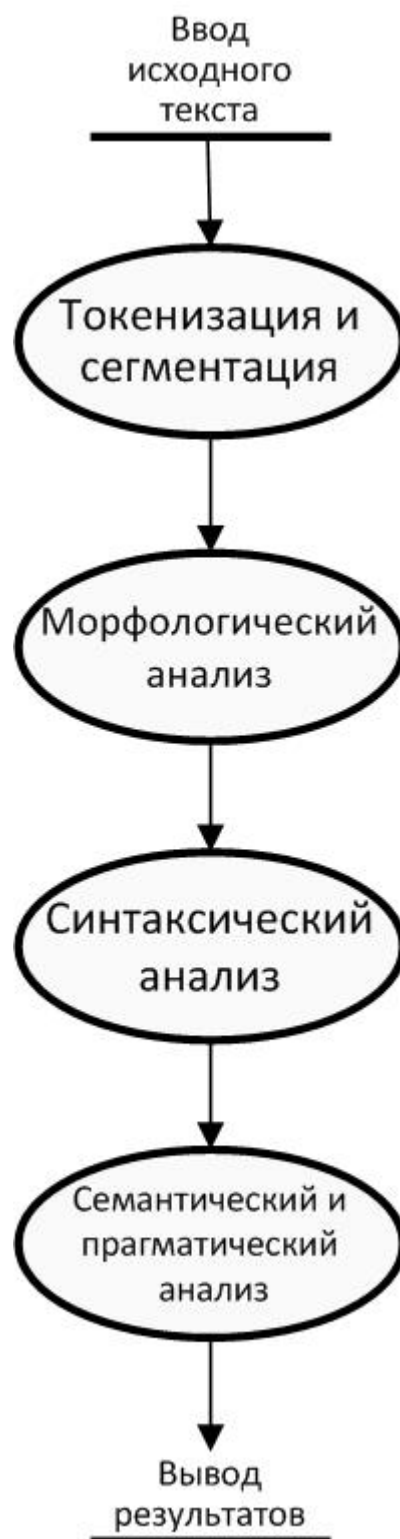 Ввод
исходного
текста
Токенизация и
сегментация
Морфологический
анализ
Синтаксический
анализ
Семантический и
прагматический
анализ
Вывод
результатов